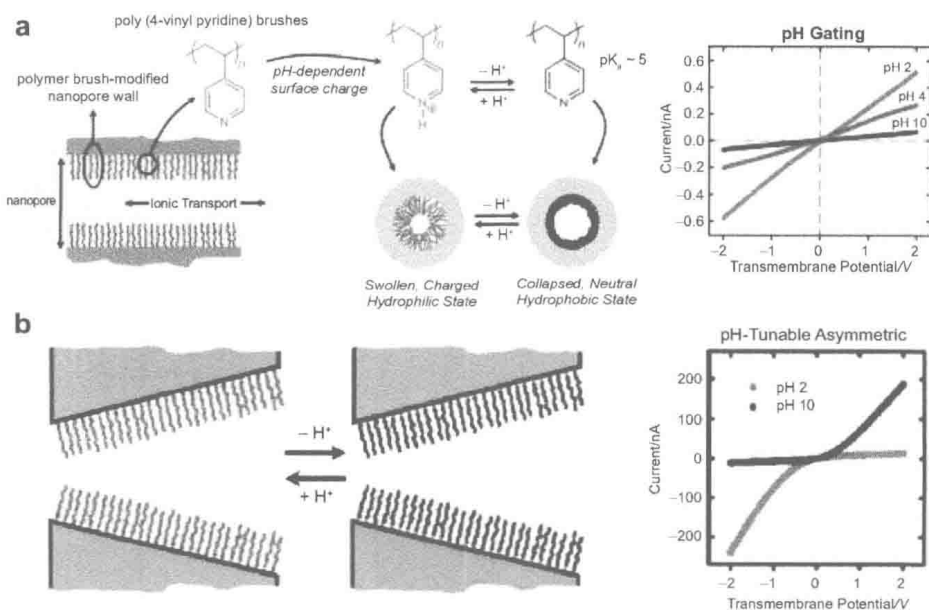 a
poly (4-vinyl pyridine) brushes
polymer brush-modified
nanopore wall
pH-dependent
surface charge
n
N
n
N
H
n
N
− H⁺
+ H⁺
pKa ~ 5
nanopore
Ionic Transport
− H⁺
+ H⁺
Swollen, Charged
Hydrophilic State
Collapsed, Neutral
Hydrophobic State
pH Gating
Current/nA
0.6
0.4
0.2
0.0
−0.2
−0.4
−0.6
pH 2
pH 4
pH 10
−2 −1 0 1 2
Transmembrane Potential/V
b
− H⁺
+ H⁺
pH-Tunable Asymmetric
Current/nA
200
100
0
−100
−200
pH 2
pH 10
−2 −1 0 1 2
Transmembrane Potential/V